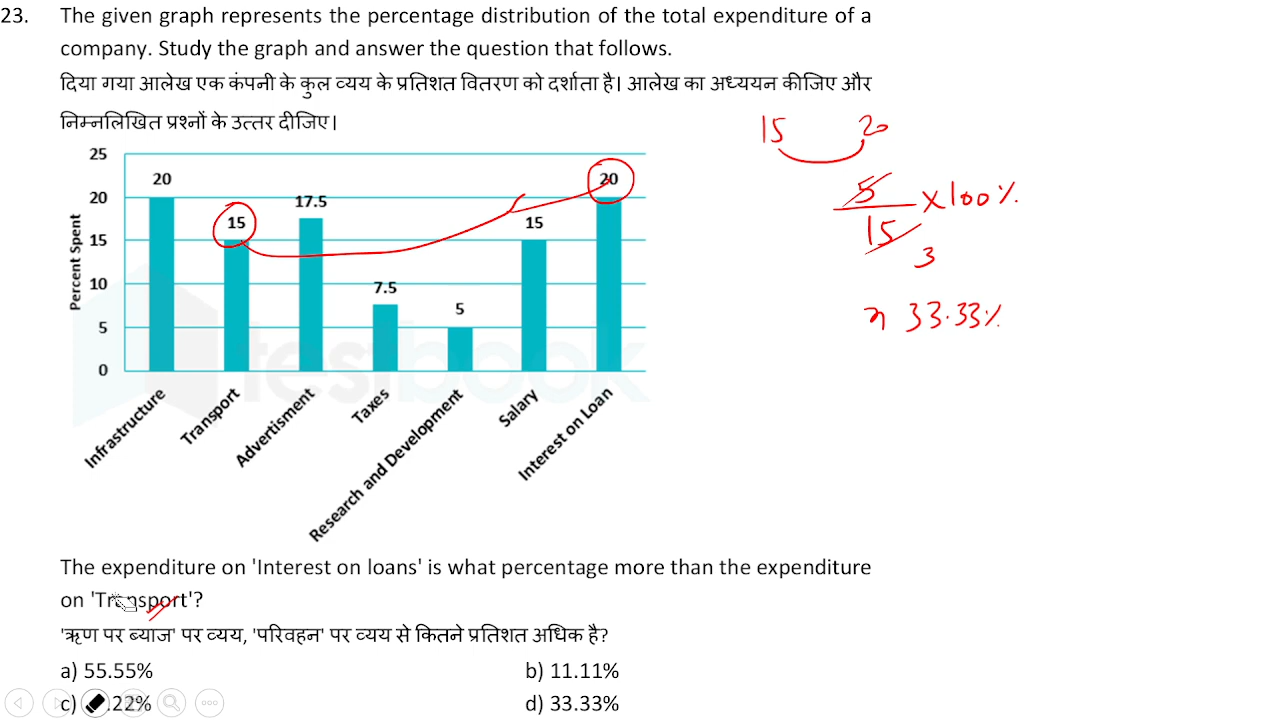 23. The given graph represents the percentage distribution of the total expenditure of a
company. Study the graph and answer the question that follows.
दिया गया आलेख एक कंपनी के कुल व्यय के प्रतिशत वितरण को दर्शाता है। आलेख का अध्ययन कीजिए और
निम्नलिखित प्रश्नों के उत्तर दीजिए।
15 20
5
15
3
x100%
33.33%
Percent Spent
25
20
15
10
5
0
20
15
17.5
7.5
5
15
20
Infrastructure
Transport
Advertisment
Taxes
Research and Development
Salary
Interest on Loan
testbook
The expenditure on 'Interest on loans' is what percentage more than the expenditure
on 'Transport'?
'ऋण पर ब्याज' पर व्यय, 'परिवहन' पर व्यय से कितने प्रतिशत अधिक है?
a) 55.55% b) 11.11%
c) .22% d) 33.33%